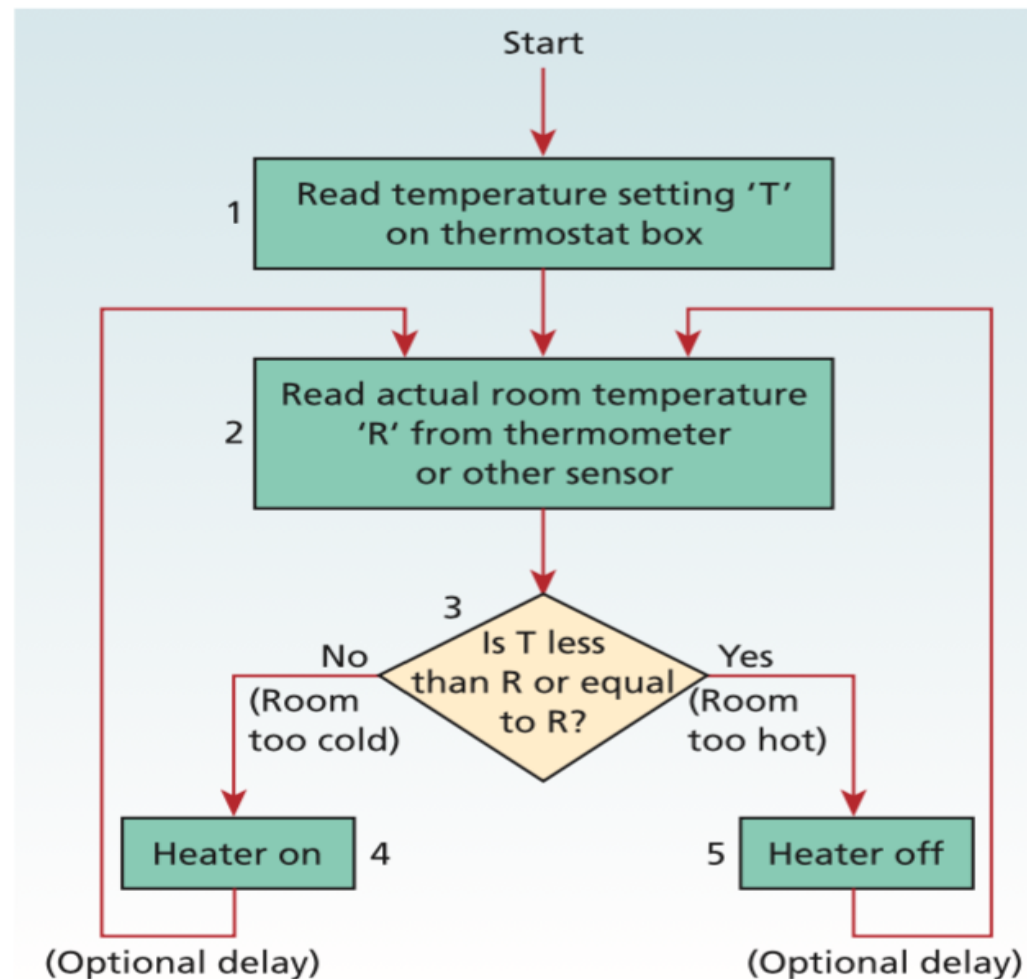 Start
1
Read temperature setting ‘T’
on thermostat box
2
Read actual room temperature
‘R’ from thermometer
or other sensor
3
Is T less
than R or equal
to R?
No
(Room
too cold)
Yes
(Room
too hot)
Heater on
4
5
Heater off
(Optional delay)
(Optional delay)